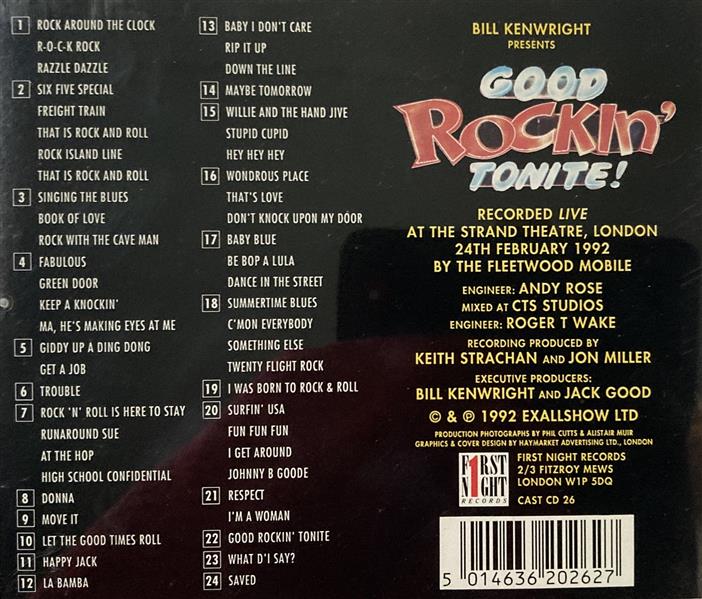 1 ROCK AROUND THE CLOCK
R-O-C-K ROCK
RAZZLE DAZZLE
2 SIX FIVE SPECIAL
FREIGHT TRAIN
THAT IS ROCK AND ROLL
ROCK ISLAND LINE
THAT IS ROCK AND ROLL
3 SINGING THE BLUES
BOOK OF LOVE
ROCK WITH THE CAVE MAN
4 FABULOUS
GREEN DOOR
KEEP A KNOCKIN'
MA, HE'S MAKING EYES AT ME
5 GIDDY UP A DING DONG
GET A JOB
6 TROUBLE
7 ROCK 'N' ROLL IS HERE TO STAY
RUNAROUND SUE
AT THE HOP
HIGH SCHOOL CONFIDENTIAL
8 DONNA
9 MOVE IT
10 LET THE GOOD TIMES ROLL
11 HAPPY JACK
12 LA BAMBA
13 BABY I DON'T CARE
RIP IT UP
DOWN THE LINE
14 MAYBE TOMORROW
15 WILLIE AND THE HAND JIVE
STUPID CUPID
HEY HEY HEY
16 WONDROUS PLACE
THAT'S LOVE
DON'T KNOCK UPON MY DOOR
17 BABY BLUE
BE BOP A LULA
DANCE IN THE STREET
18 SUMMERTIME BLUES
C'MON EVERYBODY
SOMETHING ELSE
TWENTY FLIGHT ROCK
19 I WAS BORN TO ROCK & ROLL
20 SURFIN' USA
FUN FUN FUN
I GET AROUND
JOHNNY B GOODE
21 RESPECT
I'M A WOMAN
22 GOOD ROCKIN' TONITE
23 WHAT D'I SAY?
24 SAVED
BILL KENWRIGHT
PRESENTS
GOOD
ROCKIN'
TONITE!
RECORDED LIVE
AT THE STRAND THEATRE, LONDON
24TH FEBRUARY 1992
BY THE FLEETWOOD MOBILE
ENGINEER: ANDY ROSE
MIXED AT CTS STUDIOS
ENGINEER: ROGER T WAKE
RECORDING PRODUCED BY
KEITH STRACHAN AND JON MILLER
EXECUTIVE PRODUCERS:
BILL KENWRIGHT AND JACK GOOD
© & ℗ 1992 EXALLSHOW LTD
PRODUCTION PHOTOGRAPHS BY PHIL CUTTS & ALISTAIR MUIR
GRAPHICS & COVER DESIGN BY HAYMARKET ADVERTISING LTD., LONDON
F1RST
N1GHT
RECORDS
FIRST NIGHT RECORDS
2/3 FITZROY MEWS
LONDON W1P 5DQ
CAST CD 26
5 014636 202627